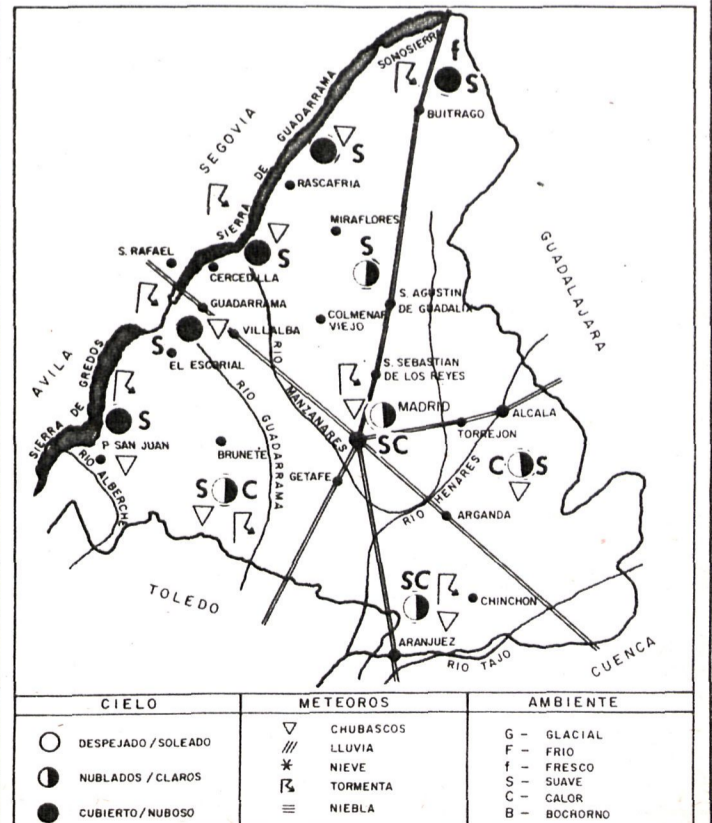 SOMOSIERRA
f
S
BUITRAGO
SIERRA DE GUADARRAMA
SEGOVIA
S
RASCAFRIA
MIRAFLORES
S
S
S. RAFAEL
CERCEDILLA
GUADALAJARA
GUADARRAMA
COLMENAR
VIEJO
S. AGUSTIN
DE GUADALIX
S
VILLALBA
EL ESCORIAL
RIO MANZANARES
S. SEBASTIAN
DE LOS REYES
AVILA
SIERRA DE GREDOS
RIO GUADARRAMA
MADRID
ALCALA
S
SC
TORREJON
P. SAN JUAN
BRUNETE
RIO ALBERCHE
GETAFE
C S
S C
RIO HENARES
ARGANDA
TOLEDO
SC
CHINCHON
ARANJUEZ
RIO TAJO
CUENCA
CIELO
DESPEJADO / SOLEADO
NUBLADOS / CLAROS
CUBIERTO / NUBOSO
METEOROS
CHUBASCOS
LLUVIA
NIEVE
TORMENTA
NIEBLA
AMBIENTE
G - GLACIAL
F - FRIO
f - FRESCO
S - SUAVE
C - CALOR
B - BOCHORNO